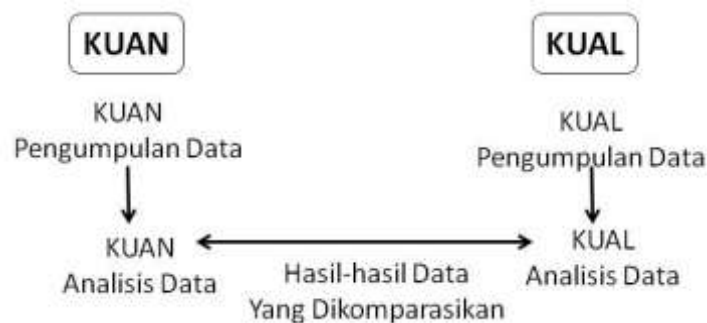 KUAN
KUAL
KUAN
Pengumpulan Data
KUAL
Pengumpulan Data
KUAN
Analisis Data
KUAL
Analisis Data
Hasil-hasil Data
Yang Dikomparasikan